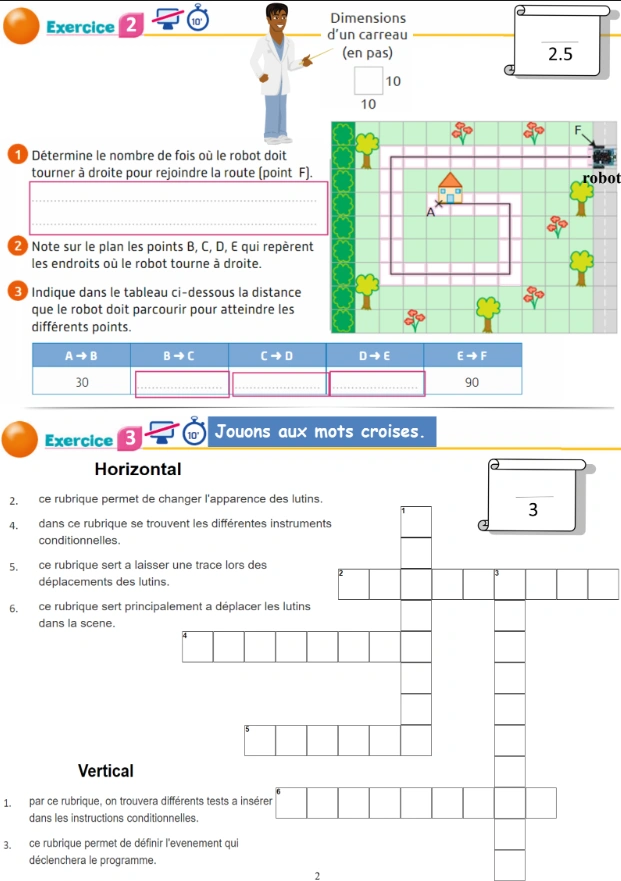 Exercice 2
10'
Dimensions
d'un carreau
(en pas)
10
10
2.5
1 Détermine le nombre de fois où le robot doit
tourner à droite pour rejoindre la route (point F).
2 Note sur le plan les points B, C, D, E qui repèrent
les endroits où le robot tourne à droite.
3 Indique dans le tableau ci-dessous la distance
que le robot doit parcourir pour atteindre les
différents points.
F
robot
A
A → B B → C C → D D → E E → F
30 90
Exercice 3
10'
Jouons aux mots croises.
3
Horizontal
2. ce rubrique permet de changer l'apparence des lutins.
4. dans ce rubrique se trouvent les différentes instruments
conditionnelles.
5. ce rubrique sert a laisser une trace lors des
déplacements des lutins.
6. ce rubrique sert principalement a déplacer les lutins
dans la scene.
1
2
3
4
5
6
Vertical
1. par ce rubrique, on trouvera différents tests a insérer
dans les instructions conditionnelles.
3. ce rubrique permet de définir l'evenement qui
déclenchera le programme.
2